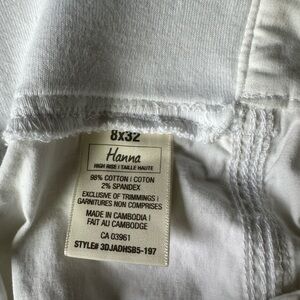 8x32
Hanna
HIGH RISE | TAILLE HAUTE
98% COTTON | COTON
2% SPANDEX
EXCLUSIVE OF TRIMMINGS |
GARNITURES NON COMPRISES
MADE IN CAMBODIA |
FAIT AU CAMBODGE
CA 03961
STYLE# 3DJADHSB5-197